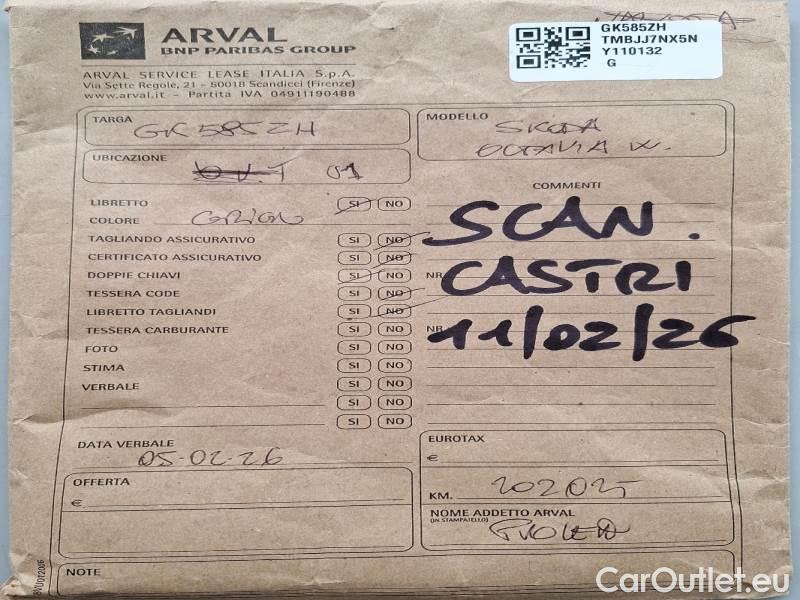 ARVAL
BNP PARIBAS GROUP
ARVAL SERVICE LEASE ITALIA S.p.A.
Via Sette Regole, 21 - 50018 Scandicci (Firenze)
www.arval.it - Partita IVA 04911190488
GK585ZH
TMBJJ7NX5N
Y110132
G
TARGA
GK585ZH
MODELLO
SKODA
OCTAVIA W.
UBICAZIONE
01
COMMENTI
LIBRETTO SI NO
COLORE GRIGIO
TAGLIANDO ASSICURATIVO SI NO
SCAN.
CERTIFICATO ASSICURATIVO SI NO
DOPPIE CHIAVI SI NO NR
CASTRI
TESSERA CODE SI NO
LIBRETTO TAGLIANDI SI NO
TESSERA CARBURANTE SI NO NR
11/02/26
FOTO SI NO
STIMA SI NO
VERBALE SI NO
SI NO
SI NO
DATA VERBALE
05-02-26
EUROTAX
€
OFFERTA
€
KM. 202025
NOME ADDETTO ARVAL
(IN STAMPATELLO)
NOTE
CarOutlet.eu